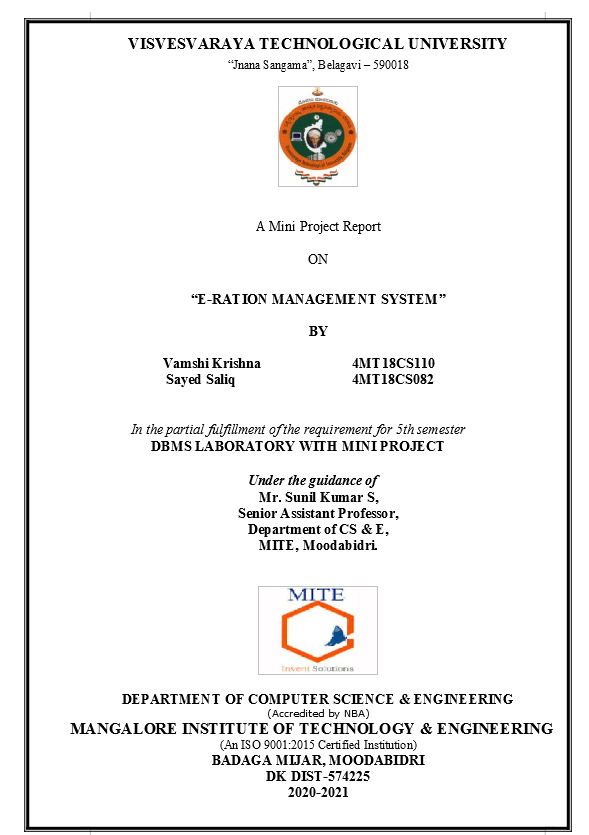 VISVESVARAYA TECHNOLOGICAL UNIVERSITY
“Jnana Sangama”, Belagavi – 590018
A Mini Project Report
ON
“E-RATION MANAGEMENT SYSTEM”
BY
Vamshi Krishna 4MT18CS110
Sayed Saliq 4MT18CS082
In the partial fulfillment of the requirement for 5th semester
DBMS LABORATORY WITH MINI PROJECT
Under the guidance of
Mr. Sunil Kumar S,
Senior Assistant Professor,
Department of CS & E,
MITE, Moodabidri.
MITE
Invent Solutions
DEPARTMENT OF COMPUTER SCIENCE & ENGINEERING
(Accredited by NBA)
MANGALORE INSTITUTE OF TECHNOLOGY & ENGINEERING
(An ISO 9001:2015 Certified Institution)
BADAGA MIJAR, MOODABIDRI
DK DIST-574225
2020-2021